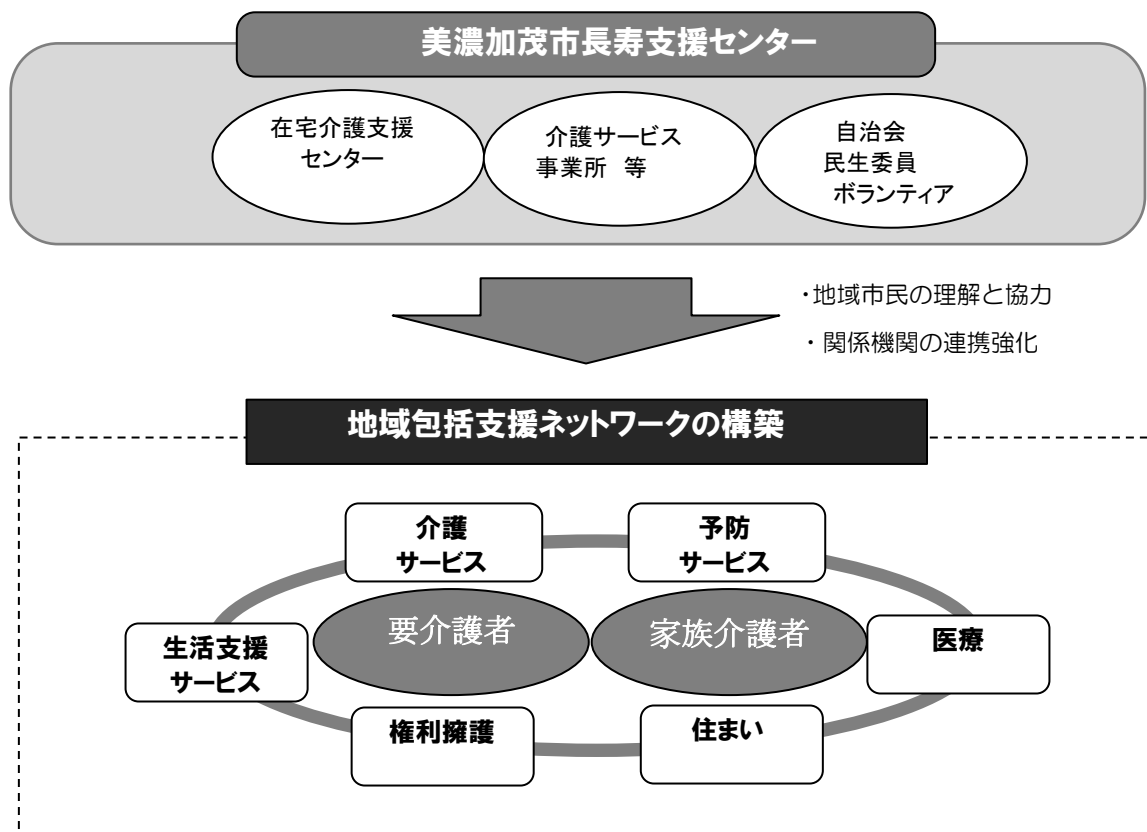 美濃加茂市長寿支援センター
在宅介護支援
センター
介護サービス
事業所 等
自治会
民生委員
ボランティア
・地域市民の理解と協力
・関係機関の連携強化
地域包括支援ネットワークの構築
介護
サービス
予防
サービス
要介護者
家族介護者
生活支援
サービス
医療
権利擁護
住まい